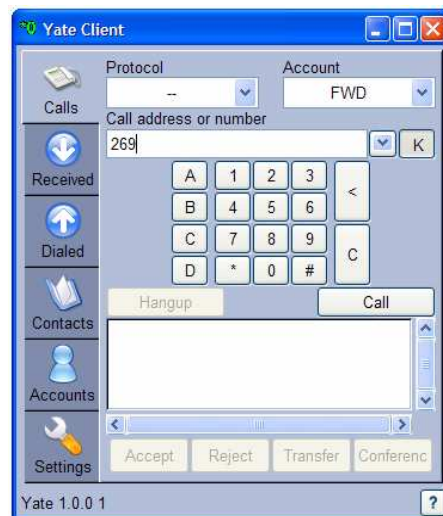 Yate Client
Protocol
Account
--
FWD
Calls
Call address or number
269
K
Received
A 1 2 3 <
B 4 5 6
C 7 8 9 C
D * 0 #
Dialed
Hangup
Call
Contacts
Accounts
Settings
Accept
Reject
Transfer
Conferenc
Yate 1.0.0 1
?